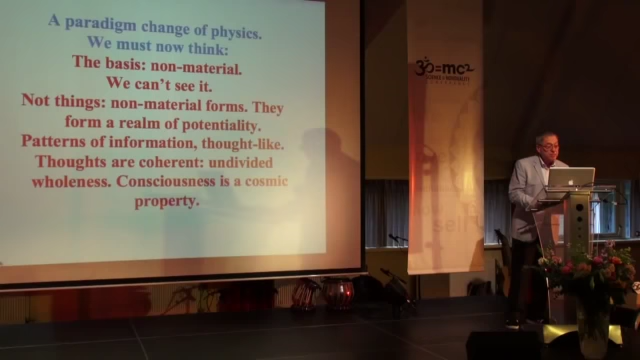 A paradigm change of physics.
We must now think:
The basis: non-material.
We can't see it.
Not things: non-material forms. They
form a realm of potentiality.
Patterns of information, thought-like.
Thoughts are coherent: undivided
wholeness. Consciousness is a cosmic
property.
ॐ=mc2